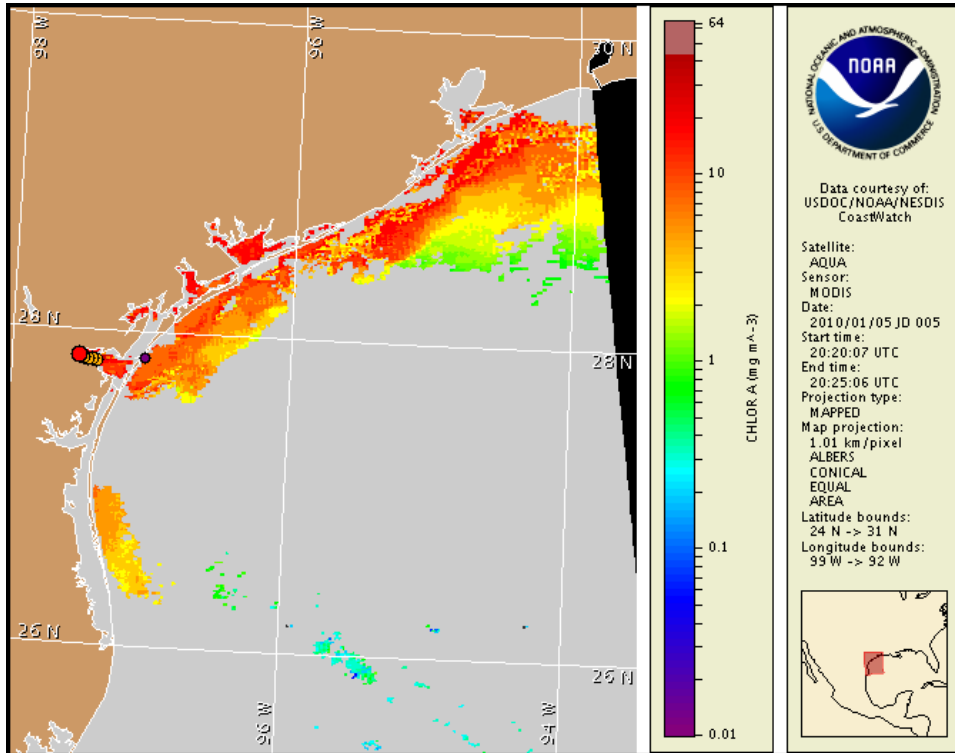 98 W
96 W
30 N
28 N
28 N
26 N
26 N
96 W
94 W
64
10
1
0.1
0.01
CHLOR A (mg m^-3)
NATIONAL OCEANIC AND ATMOSPHERIC ADMINISTRATION
NOAA
U.S. DEPARTMENT OF COMMERCE
Data courtesy of:
USDOC/NOAA/NESDIS
CoastWatch
Satellite:
AQUA
Sensor:
MODIS
Date:
2010/01/05 JD 005
Start time:
20:20:07 UTC
End time:
20:25:06 UTC
Projection type:
MAPPED
Map projection:
1.01 km/pixel
ALBERS
CONICAL
EQUAL
AREA
Latitude bounds:
24 N -> 31 N
Longitude bounds:
99 W -> 92 W